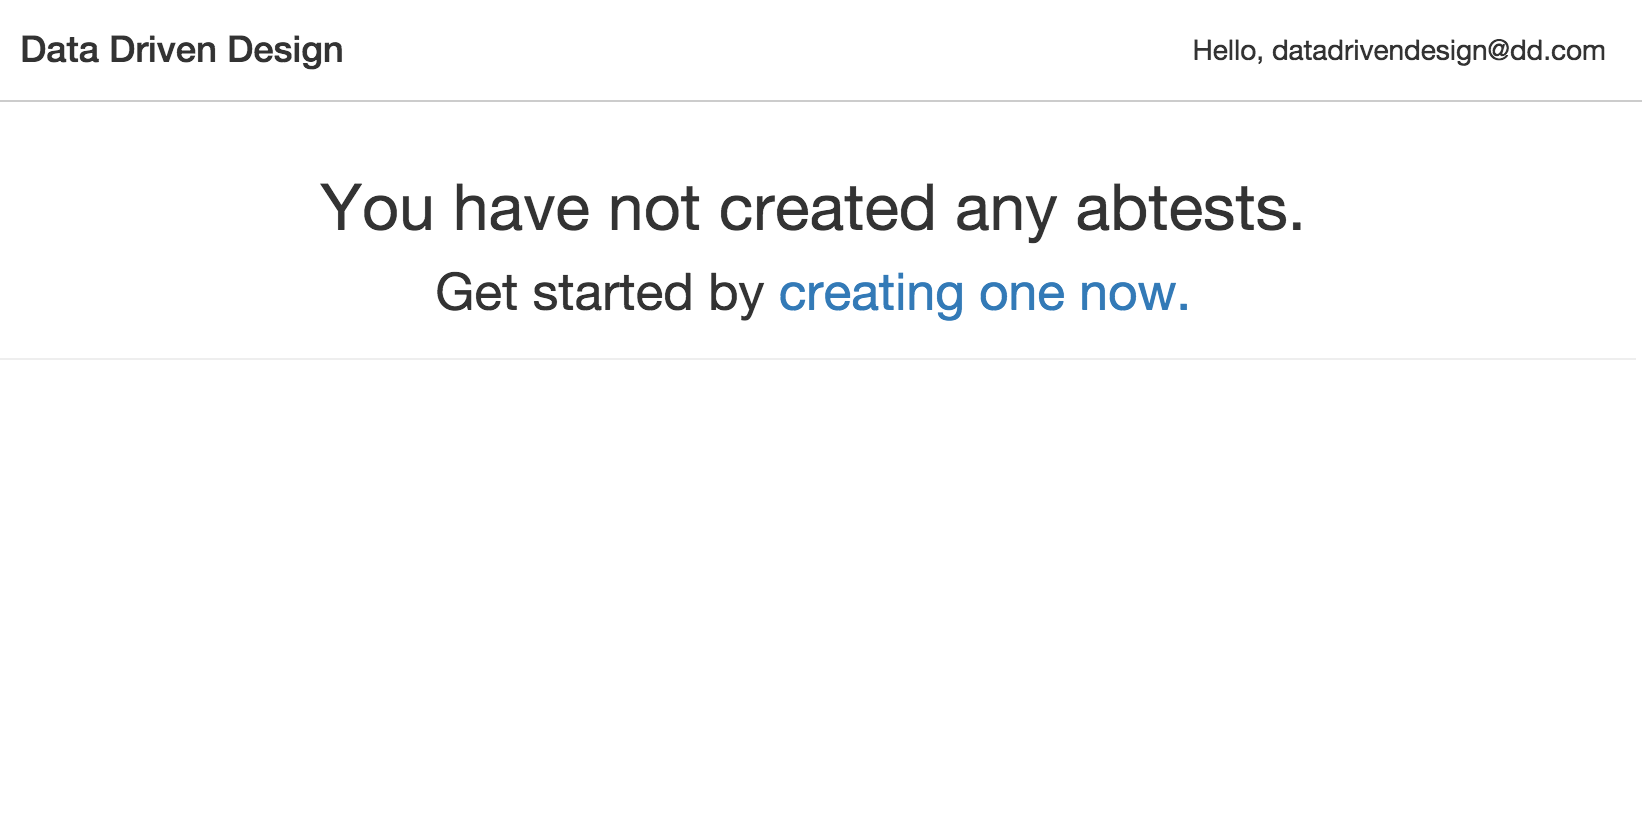 Data Driven Design
Hello, datadrivendesign@dd.com
You have not created any abtests.
Get started by creating one now.